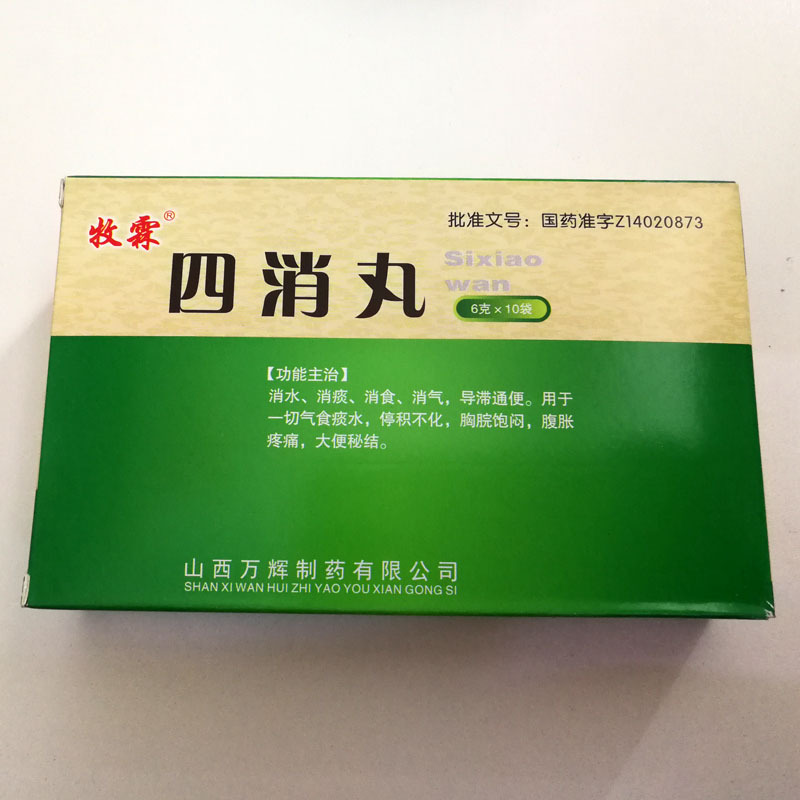 牧霖®
批准文号：国药准字Z14020873
四消丸
Sixiao
wan
6克×10袋
【功能主治】
消水、消痰、消食、消气，导滞通便。用于
一切气食痰水，停积不化，胸脘饱闷，腹胀
疼痛，大便秘结。
山西万辉制药有限公司
SHAN XI WAN HUI ZHI YAO YOU XIAN GONG SI